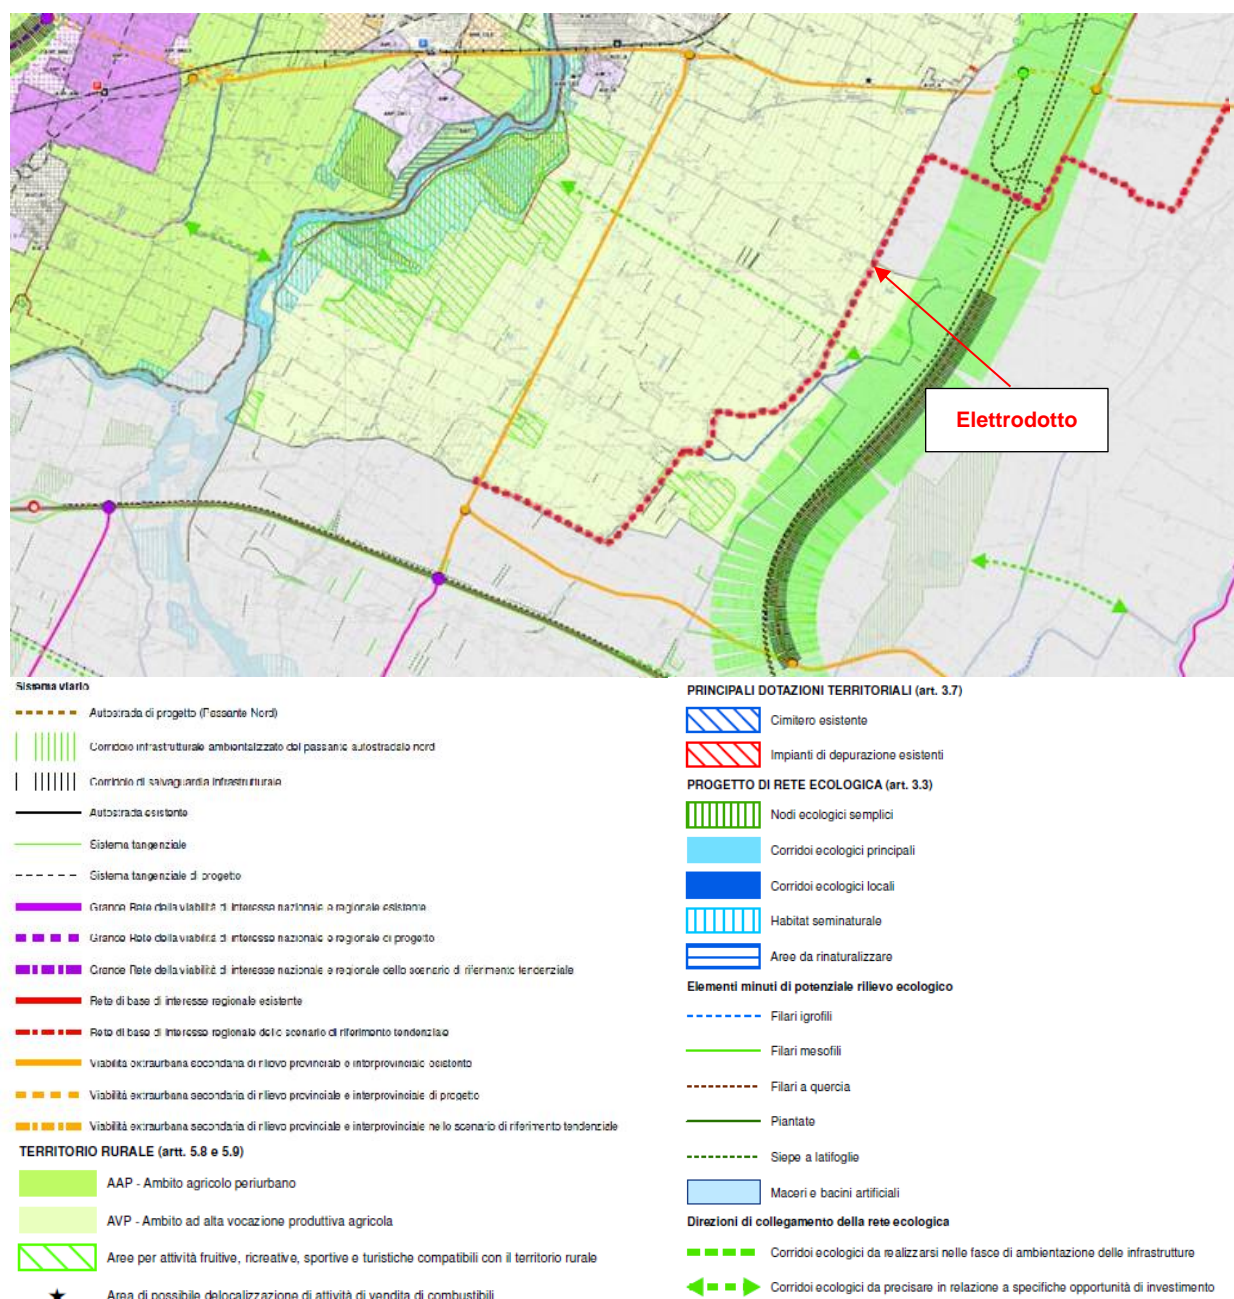 Elettrodotto
Sistema viario
Autostrada di progetto (Passante Nord)
Corridoio infrastrutturale ambientalizzato del passante autostradale nord
Corridoio di salvaguardia infrastrutturale
Autostrada esistente
Sistema tangenziale
Sistema tangenziale di progetto
Grande Rete della viabilità di interesse nazionale e regionale esistente
Grande Rete della viabilità di interesse nazionale e regionale di progetto
Grande Rete della viabilità di interesse nazionale e regionale dello scenario di riferimento tendenziale
Rete di base di interesse regionale esistente
Rete di base di interesse regionale dello scenario di riferimento tendenziale
Viabilità extraurbana secondaria di rilievo provinciale e interprovinciale esistente
Viabilità extraurbana secondaria di rilievo provinciale e interprovinciale di progetto
Viabilità extraurbana secondaria di rilievo provinciale e interprovinciale nello scenario di riferimento tendenziale
TERRITORIO RURALE (artt. 5.8 e 5.9)
AAP - Ambito agricolo periurbano
AVP - Ambito ad alta vocazione produttiva agricola
Aree per attività fruitive, ricreative, sportive e turistiche compatibili con il territorio rurale
Area di possibile delocalizzazione di attività di vendita di combustibili
PRINCIPALI DOTAZIONI TERRITORIALI (art. 3.7)
Cimitero esistente
Impianti di depurazione esistenti
PROGETTO DI RETE ECOLOGICA (art. 3.3)
Nodi ecologici semplici
Corridoi ecologici principali
Corridoi ecologici locali
Habitat seminaturale
Aree da rinaturalizzare
Elementi minuti di potenziale rilievo ecologico
Filari igrofili
Filari mesofili
Filari a quercia
Piantate
Siepe a latifoglie
Maceri e bacini artificiali
Direzioni di collegamento della rete ecologica
Corridoi ecologici da realizzarsi nelle fasce di ambientazione delle infrastrutture
Corridoi ecologici da precisare in relazione a specifiche opportunità di investimento